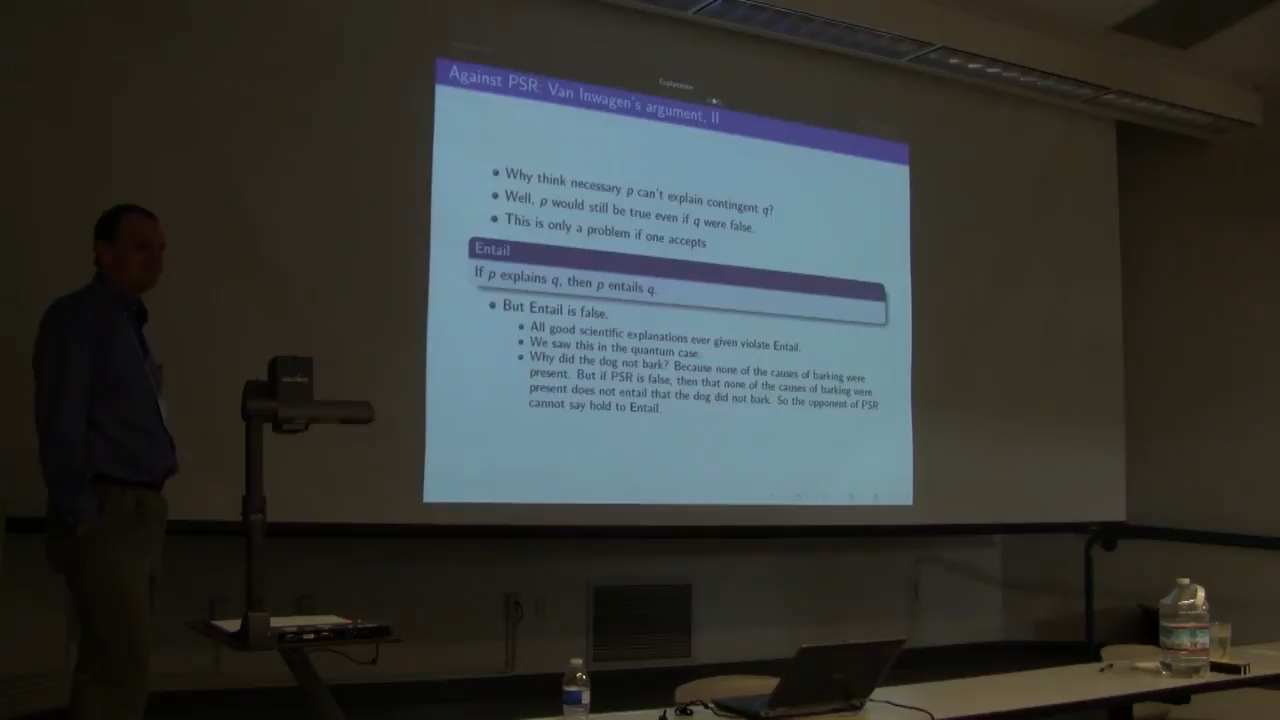 Explanation
Against PSR: Van Inwagen's argument, II
Why think necessary p can't explain contingent q?
Well, p would still be true even if q were false.
This is only a problem if one accepts
Entail
If p explains q, then p entails q.
But Entail is false.
All good scientific explanations ever given violate Entail.
We saw this in the quantum case.
Why did the dog not bark? Because none of the causes of barking were
present. But if PSR is false, then that none of the causes of barking were
present does not entail that the dog did not bark. So the opponent of PSR
cannot say hold to Entail.